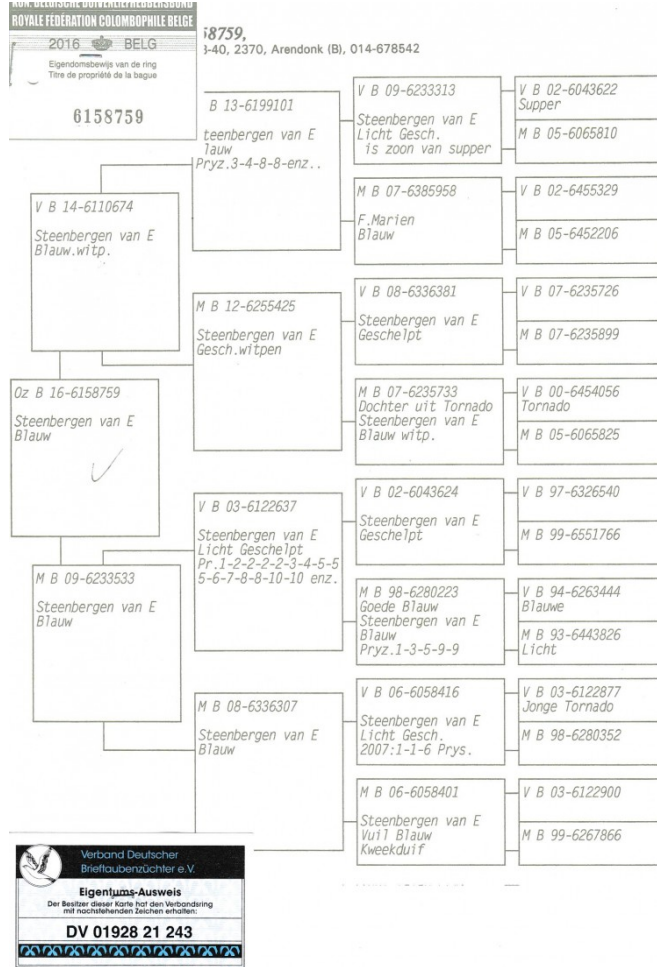 KON. BELGISCHE DUIVENLIEFHEBBERSBOND
ROYALE FÉDÉRATION COLOMBOPHILE BELGE
2016 BELG
Eigendomsbewijs van de ring
Titre de propriété de la bague
6158759
58759,
3-40, 2370, Arendonk (B), 014-678542
B 13-6199101
teenbergen van E
lauw
Pryz.3-4-8-8-enz..
V B 09-6233313
Steenbergen van E
Licht Gesch.
is zoon van supper
V B 02-6043622
Supper
M B 05-6065810
V B 14-6110674
Steenbergen van E
Blauw.witp.
M B 07-6385958
F.Marien
Blauw
V B 02-6455329
M B 05-6452206
M B 12-6255425
Steenbergen van E
Gesch.witpen
V B 08-6336381
Steenbergen van E
Geschelpt
V B 07-6235726
M B 07-6235899
Oz B 16-6158759
Steenbergen van E
Blauw
M B 07-6235733
Dochter uit Tornado
Steenbergen van E
Blauw witp.
V B 00-6454056
Tornado
M B 05-6065825
V B 03-6122637
Steenbergen van E
Licht Geschelpt
Pr.1-2-2-2-2-3-4-5-5
5-6-7-8-8-10-10 enz.
V B 02-6043624
Steenbergen van E
Geschelpt
V B 97-6326540
M B 99-6551766
M B 09-6233533
Steenbergen van E
Blauw
M B 98-6280223
Goede Blauw
Steenbergen van E
Blauw
Pryz.1-3-5-9-9
V B 94-6263444
Blauwe
M B 93-6443826
Licht
M B 08-6336307
Steenbergen van E
Blauw
V B 06-6058416
Steenbergen van E
Licht Gesch.
2007:1-1-6 Prys.
V B 03-6122877
Jonge Tornado
M B 98-6280352
M B 06-6058401
Steenbergen van E
Vuil Blauw
Kweekduif
V B 03-6122900
M B 99-6267866
Verband Deutscher
Brieftaubenzüchter e.V.
Eigentums-Ausweis
Der Besitzer dieser Karte hat den Verbandsring
mit nachstehenden Zeichen erhalten:
DV 01928 21 243